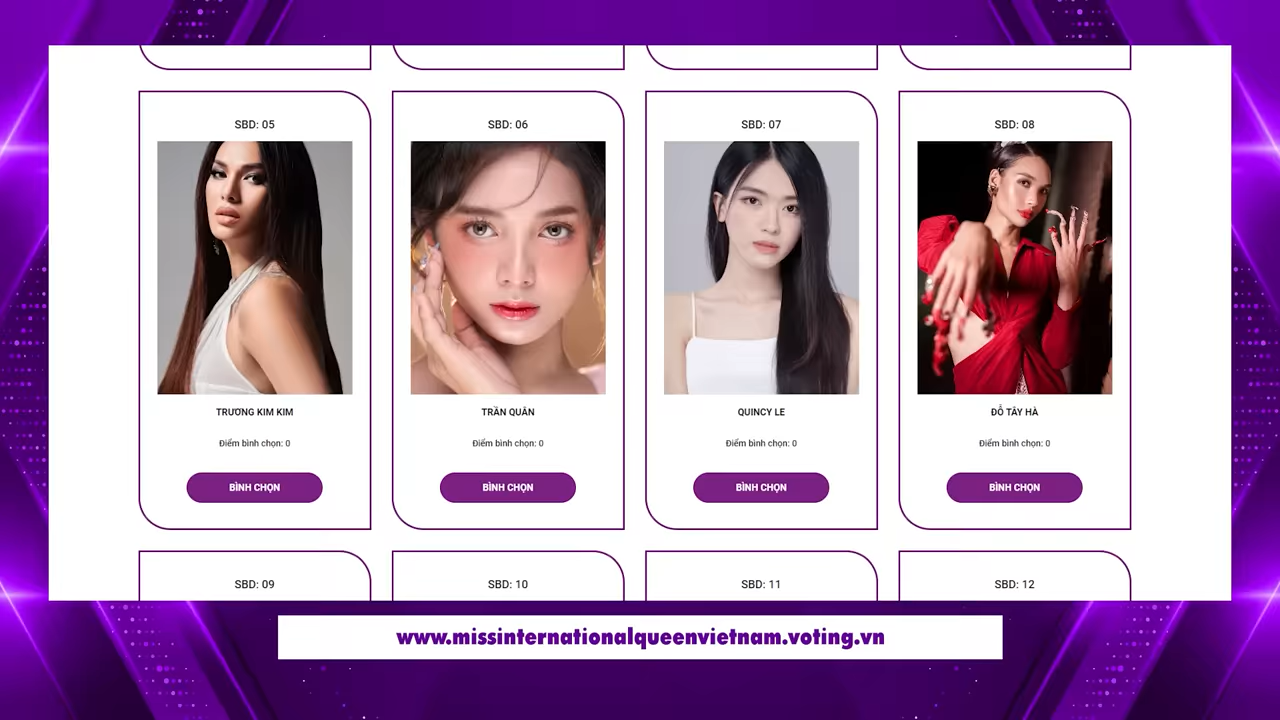 SBD: 05
SBD: 06
SBD: 07
SBD: 08
TRƯƠNG KIM KIM
TRẦN QUÂN
QUINCY LE
ĐỖ TÂY HÀ
Điểm bình chọn: 0
Điểm bình chọn: 0
Điểm bình chọn: 0
Điểm bình chọn: 0
BÌNH CHỌN
BÌNH CHỌN
BÌNH CHỌN
BÌNH CHỌN
SBD: 09
SBD: 10
SBD: 11
SBD: 12
www.missinternationalqueenvietnam.voting.vn